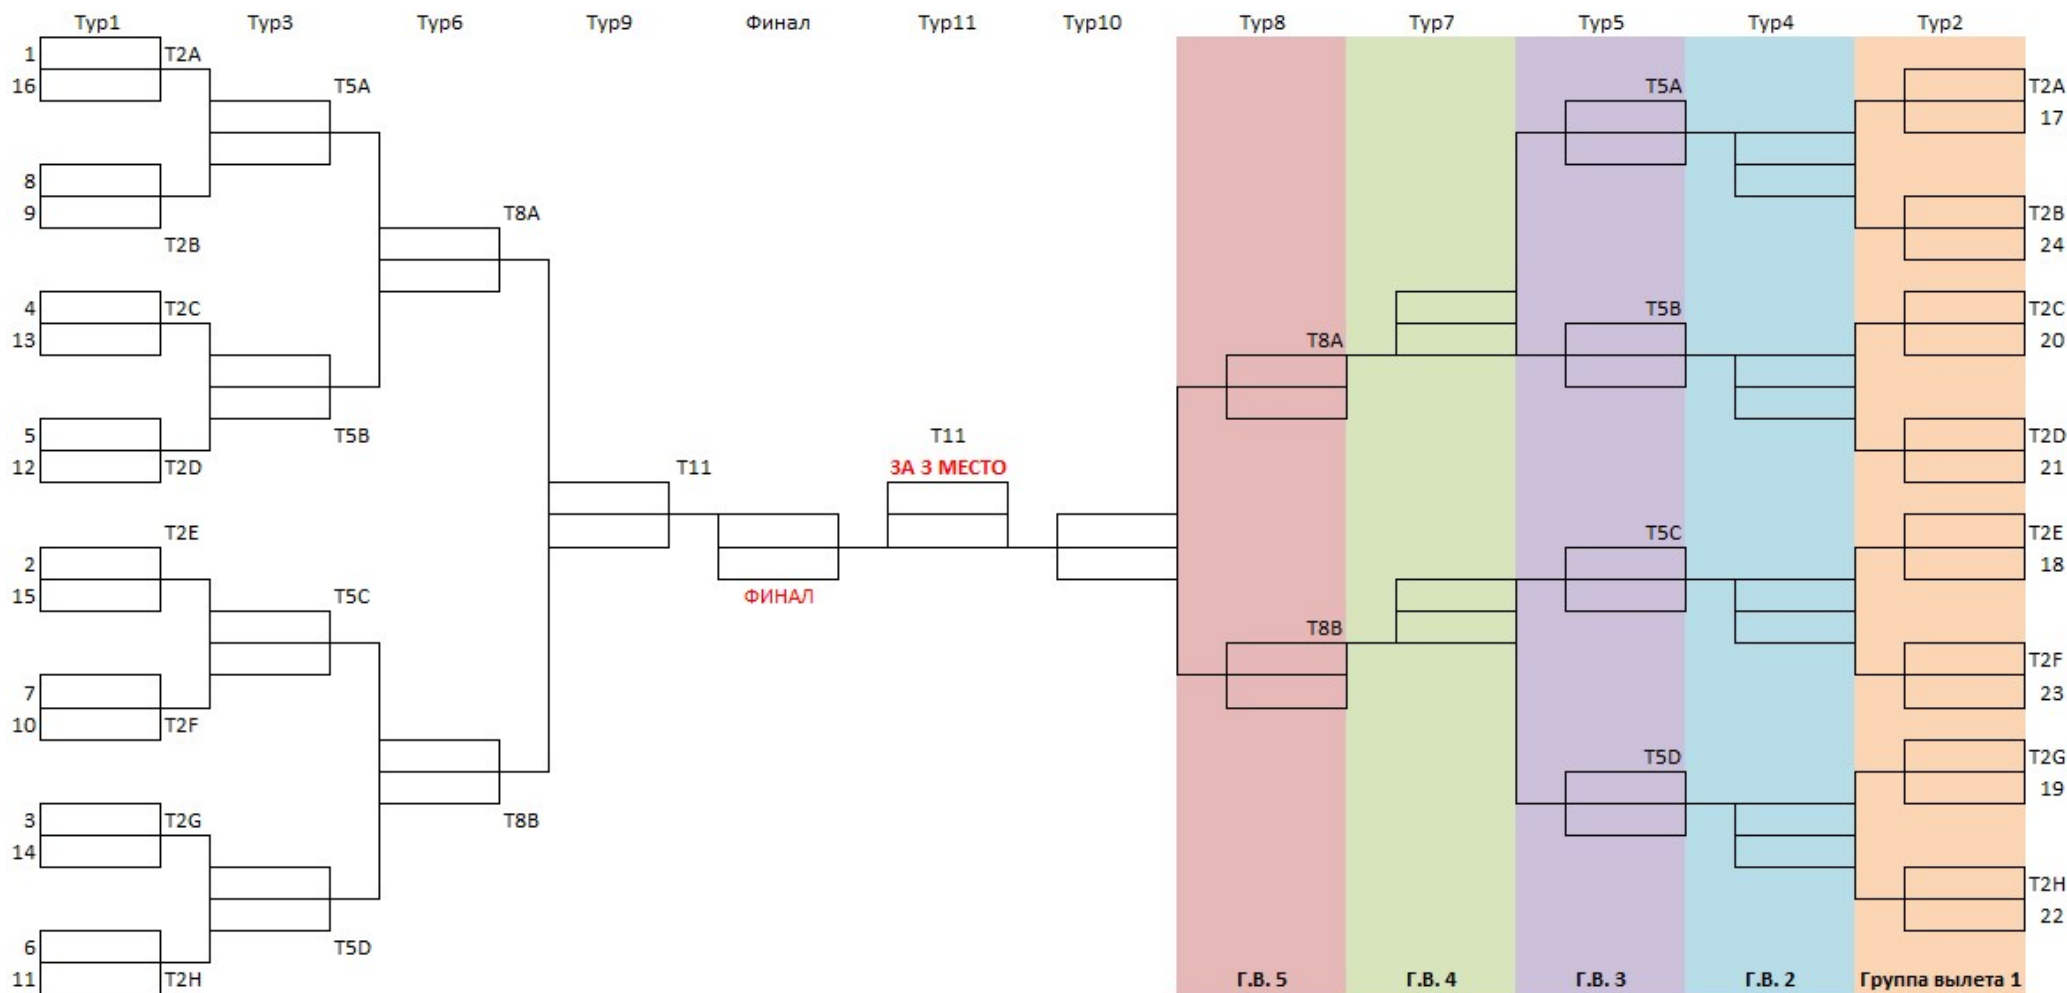 Тур1 Тур3 Тур6 Тур9 Финал Тур11 Тур10 Тур8 Тур7 Тур5 Тур4 Тур2
1 T2A
16 T5A T5A T2A
17
8
9 T8A T2B
T2B 24
4 T2C T5B T2C
13 T8A 20
5 T5B T11 T2D
12 T2D T11 ЗА 3 МЕСТО 21
T2E T5C T2E
2 18
15 T5C ФИНАЛ
T8B T2F
7 23
10 T2F
T5D T2G
19
3 T2G T8B
14
T2H
22
6 T5D
11 T2H Г.В. 5 Г.В. 4 Г.В. 3 Г.В. 2 Группа вылета 1